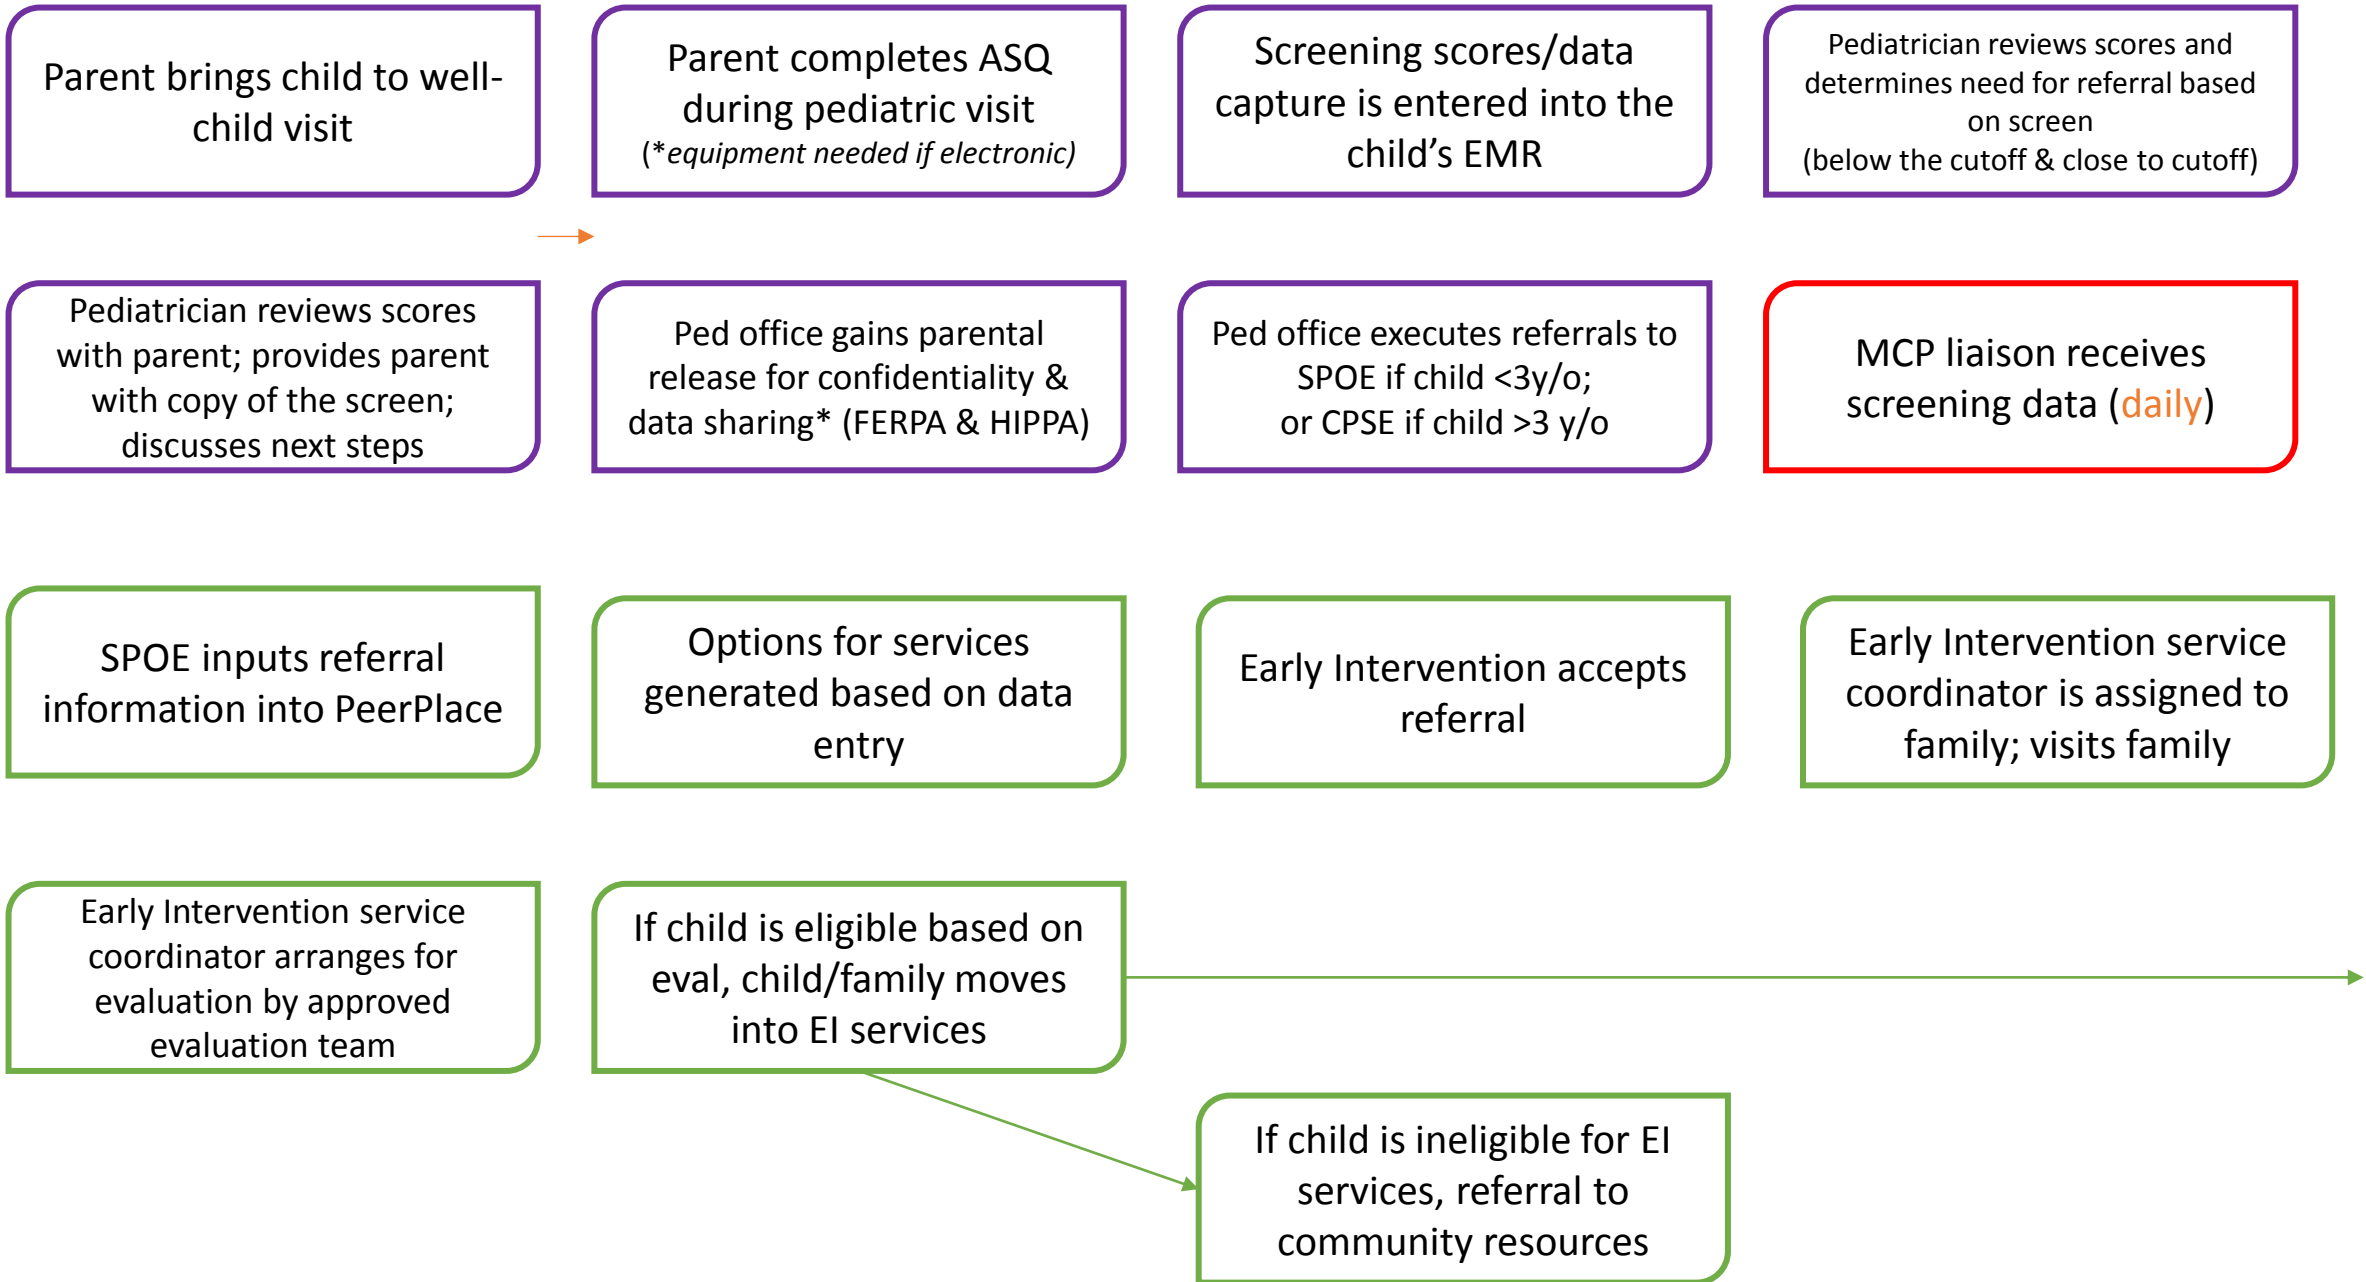 Parent brings child to well-
child visit
Parent completes ASQ
during pediatric visit
(*equipment needed if electronic)
Screening scores/data
capture is entered into the
child’s EMR
Pediatrician reviews scores and
determines need for referral based
on screen
(below the cutoff & close to cutoff)
Pediatrician reviews scores
with parent; provides parent
with copy of the screen;
discusses next steps
Ped office gains parental
release for confidentiality &
data sharing* (FERPA & HIPPA)
Ped office executes referrals to
SPOE if child <3y/o;
or CPSE if child >3 y/o
MCP liaison receives
screening data (daily)
SPOE inputs referral
information into PeerPlace
Options for services
generated based on data
entry
Early Intervention accepts
referral
Early Intervention service
coordinator is assigned to
family; visits family
Early Intervention service
coordinator arranges for
evaluation by approved
evaluation team
If child is eligible based on
eval, child/family moves
into EI services
If child is ineligible for EI
services, referral to
community resources